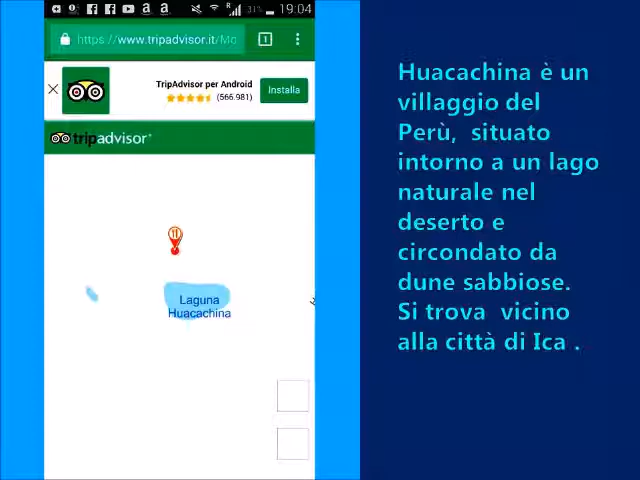 31% 19:04
https://www.tripadvisor.it/Mo
1
TripAdvisor per Android
(566.981)
Installa
tripadvisor
Laguna
Huacachina
Huacachina è un
villaggio del
Perù, situato
intorno a un lago
naturale nel
deserto e
circondato da
dune sabbiose.
Si trova vicino
alla città di Ica .